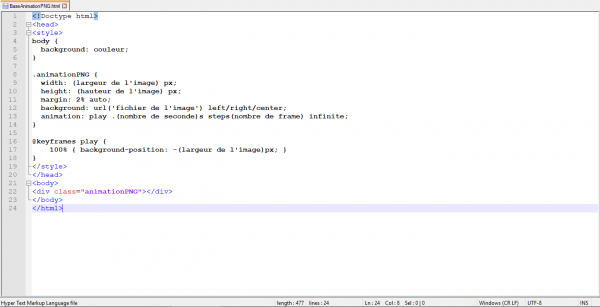 BaseAnimationPNG.html
1 <!Doctype html>
2 <head>
3 <style>
4 body {
5 background: couleur;
6 }
7
8 .animationPNG {
9 width: (largeur de l'image) px;
10 height: (hauteur de l'image) px;
11 margin: 2% auto;
12 background: url('fichier de l'image') left/right/center;
13 animation: play .(nombre de seconde)s steps(nombre de frame) infinite;
14 }
15
16 @keyframes play {
17 100% { background-position: -(largeur de l'image)px; }
18 }
19 </style>
20 </head>
21 <body>
22 <div class="animationPNG"></div>
23 </body>
24 </html>
Hyper Text Markup Language file length : 477 lines : 24 Ln : 24 Col : 8 Sel : 0 | 0 Windows (CR LF) UTF-8 INS